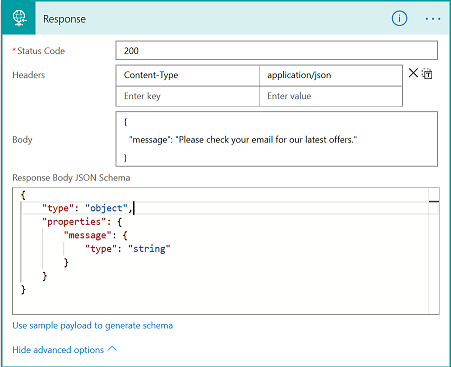 Response
*Status Code 200
Headers Content-Type application/json
Enter key Enter value
Body {
"message": "Please check your email for our latest offers."
}
Response Body JSON Schema
{
"type": "object",
"properties": {
"message": {
"type": "string"
}
}
}
Use sample payload to generate schema
Hide advanced options